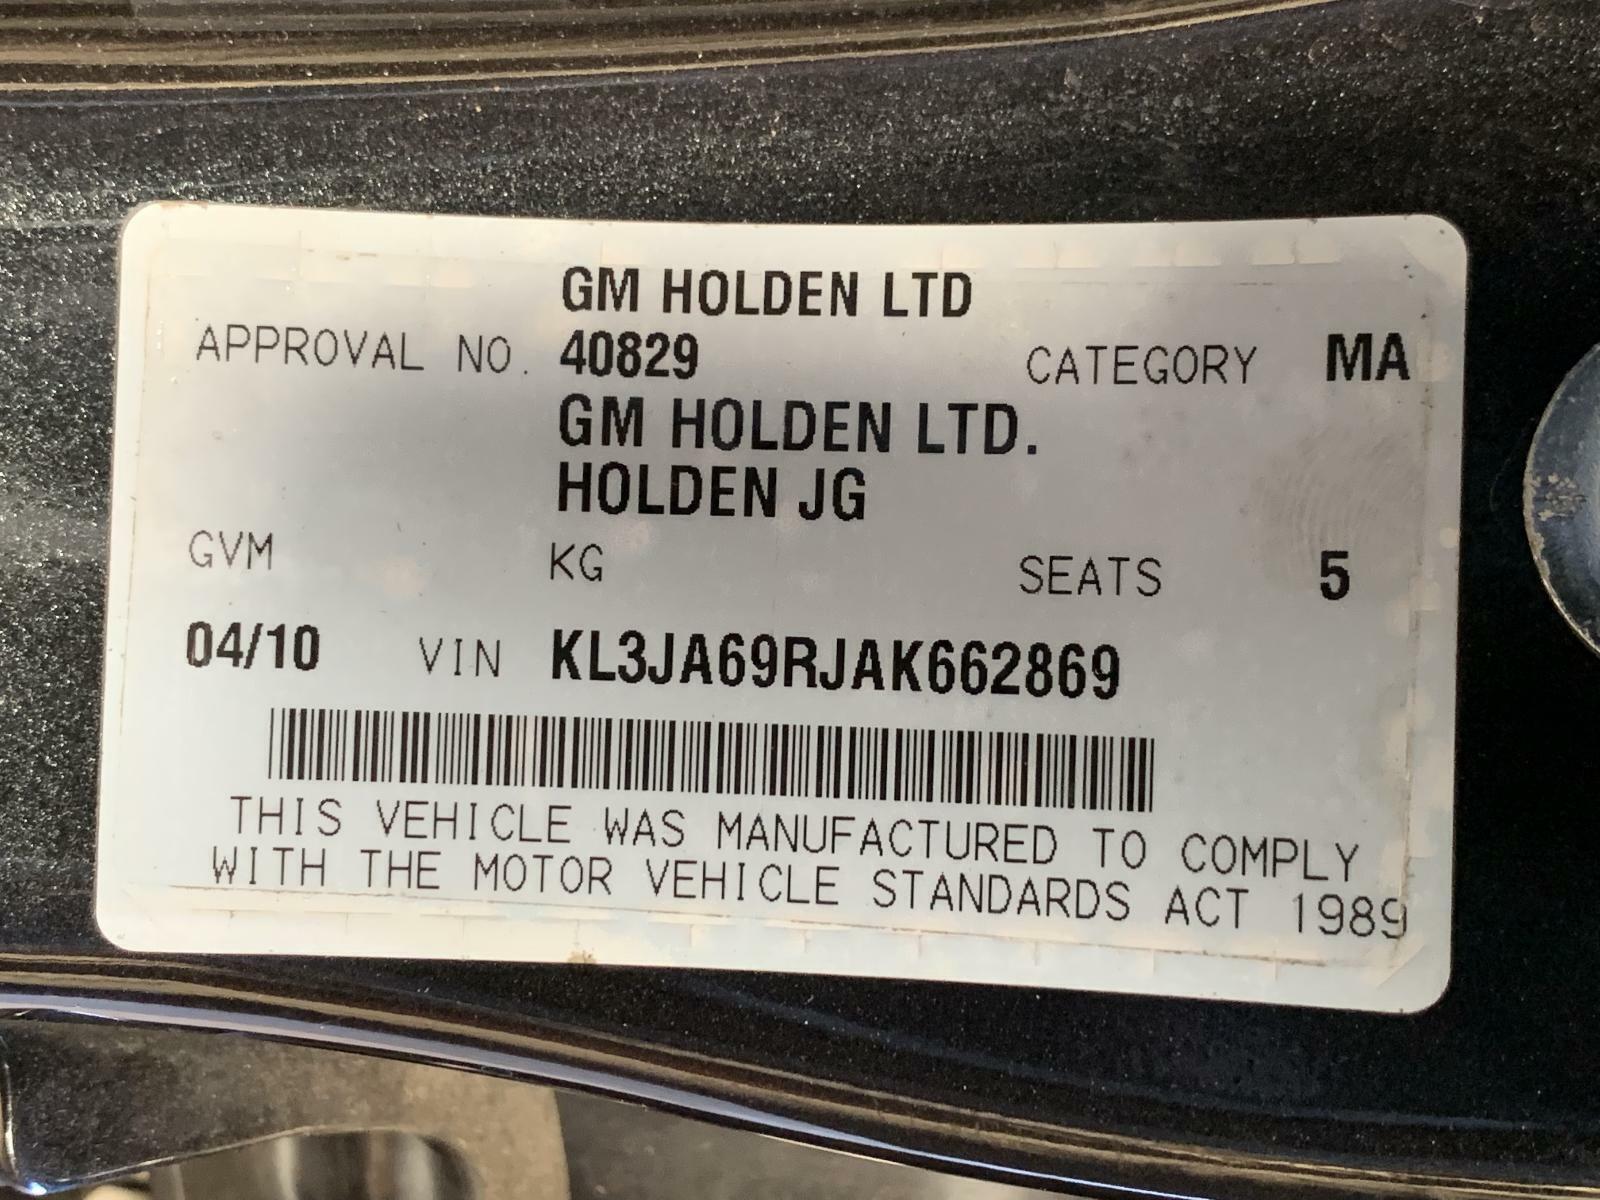 GM HOLDEN LTD
APPROVAL NO. 40829 CATEGORY MA
GM HOLDEN LTD.
HOLDEN JG
GVM KG SEATS 5
04/10 VIN KL3JA69RJAK662869
THIS VEHICLE WAS MANUFACTURED TO COMPLY
WITH THE MOTOR VEHICLE STANDARDS ACT 1989